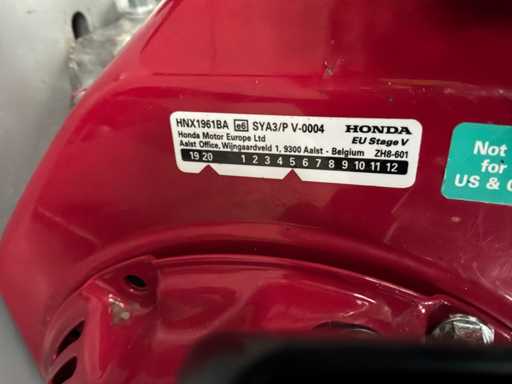 HNX1961BA e6 SYA3/P V-0004 HONDA
Honda Motor Europe Ltd EU Stage V
Aalst Office, Wijngaardveld 1, 9300 Aalst - Belgium ZH8-601
19 20 1 2 3 4 5 6 7 8 9 10 11 12
Not
for
US &